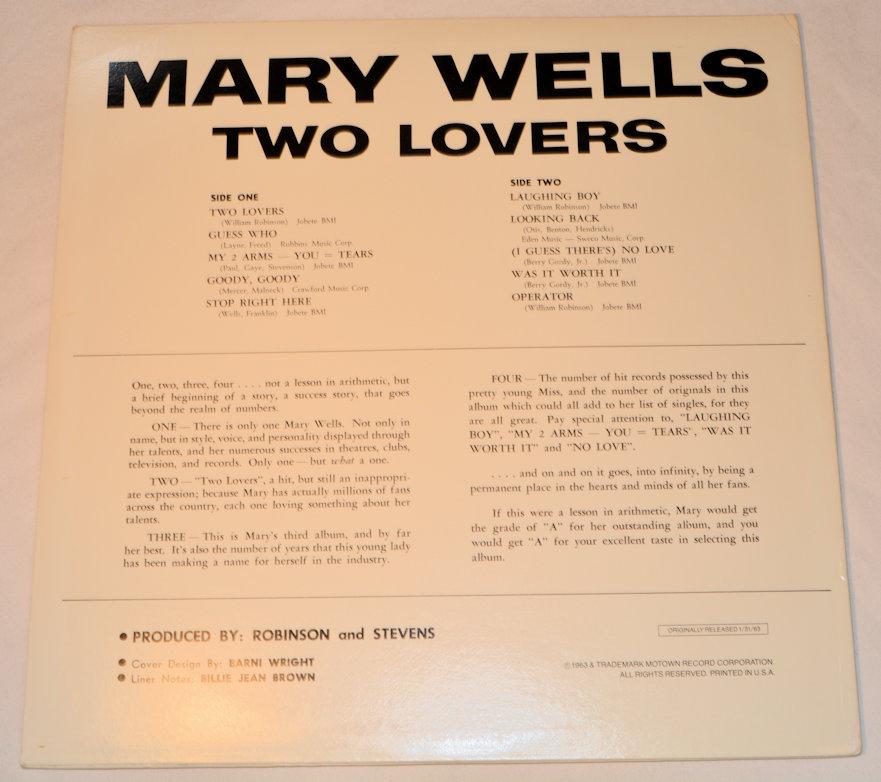 MARY WELLS
TWO LOVERS
SIDE ONE
TWO LOVERS
(William Robinson) Jobete BMI
GUESS WHO
(Layne, Freed) Robbins Music Corp.
MY 2 ARMS — YOU = TEARS
(Paul, Gaye, Stevenson) Jobete BMI
GOODY, GOODY
(Mercer, Malneck) Crawford Music Corp.
STOP RIGHT HERE
(Wells, Franklin) Jobete BMI
SIDE TWO
LAUGHING BOY
(William Robinson) Jobete BMI
LOOKING BACK
(Otis, Benton, Hendricks)
Eden Music — Sweco Music, Corp.
(I GUESS THERE'S) NO LOVE
(Berry Gordy, Jr.) Jobete BMI
WAS IT WORTH IT
(Berry Gordy, Jr.) Jobete BMI
OPERATOR
(William Robinson) Jobete BMI
One, two, three, four . . . . not a lesson in arithmetic, but
a brief beginning of a story, a success story, that goes
beyond the realm of numbers.
ONE — There is only one Mary Wells. Not only in
name, but in style, voice, and personality displayed through
her talents, and her numerous successes in theatres, clubs,
television, and records. Only one — but what a one.
TWO — "Two Lovers", a hit, but still an inappropri-
ate expression; because Mary has actually millions of fans
across the country, each one loving something about her
talents.
THREE — This is Mary's third album, and by far
her best. It's also the number of years that this young lady
has been making a name for herself in the industry.
FOUR — The number of hit records possessed by this
pretty young Miss, and the number of originals in this
album which could all add to her list of singles, for they
are all great. Pay special attention to, "LAUGHING
BOY", "MY 2 ARMS — YOU = TEARS', "WAS IT
WORTH IT" and "NO LOVE".
. . . . and on and on it goes, into infinity, by being a
permanent place in the hearts and minds of all her fans.
If this were a lesson in arithmetic, Mary would get
the grade of "A" for her outstanding album, and you
would get "A" for your excellent taste in selecting this
album.
• PRODUCED BY: ROBINSON and STEVENS
• Cover Design By: BARNI WRIGHT
• Liner Notes: BILLIE JEAN BROWN
ORIGINALLY RELEASED 1/31/63
© 1963 & TRADEMARK MOTOWN RECORD CORPORATION.
ALL RIGHTS RESERVED. PRINTED IN U.S.A.